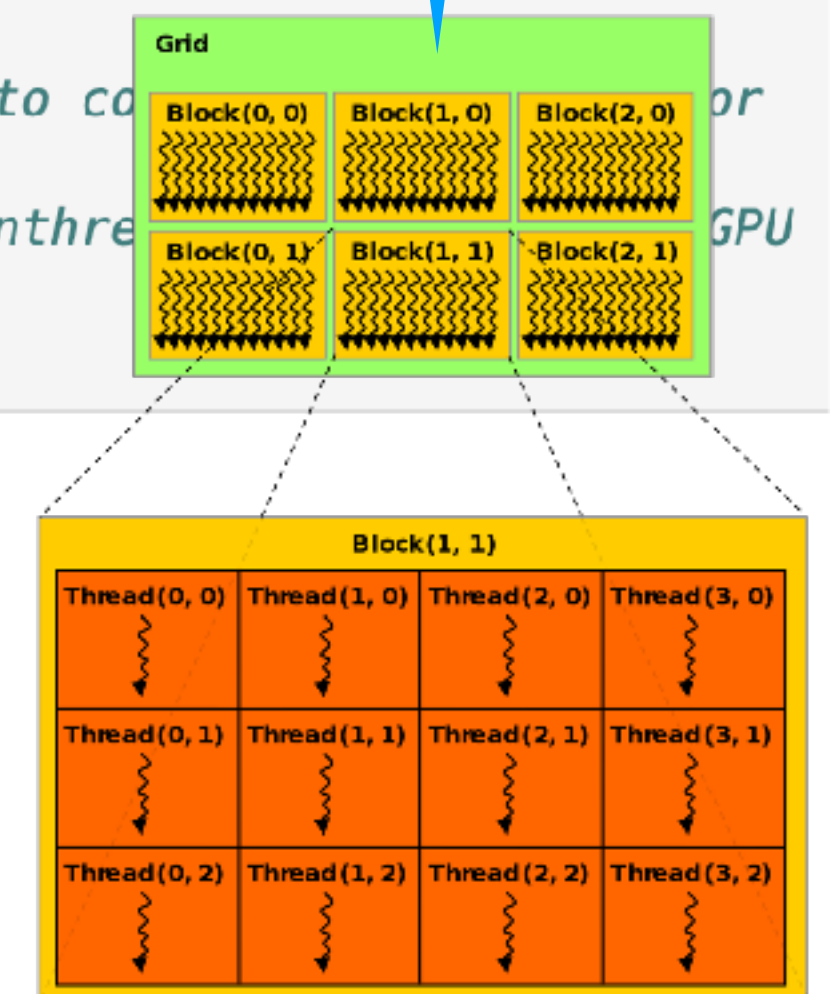 Grid
to co
or
Block(0, 0) Block(1, 0) Block(2, 0)
nthre
GPU
Block(0, 1) Block(1, 1) Block(2, 1)
Block(1, 1)
Thread(0, 0) Thread(1, 0) Thread(2, 0) Thread(3, 0)
Thread(0, 1) Thread(1, 1) Thread(2, 1) Thread(3, 1)
Thread(0, 2) Thread(1, 2) Thread(2, 2) Thread(3, 2)